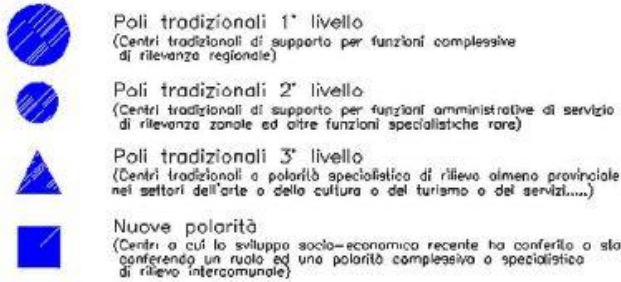 Poli tradizionali 1° livello
(Centri tradizionali di supporto per funzioni complessive
di rilevanza regionale)
Poli tradizionali 2° livello
(Centri tradizionali di supporto per funzioni amministrative di servizio
di rilevanza zonale ed altre funzioni specialistiche rare)
Poli tradizionali 3° livello
(Centri tradizionali a polarità specialistica di rilievo almeno provinciale
nei settori dell'arte o della cultura o del turismo o dei servizi.....)
Nuove polarità
(Centri a cui lo sviluppo socio-economico recente ha conferito o sta
conferendo un ruolo ed una polarità complessiva o specialistica
di rilievo intercomunale)